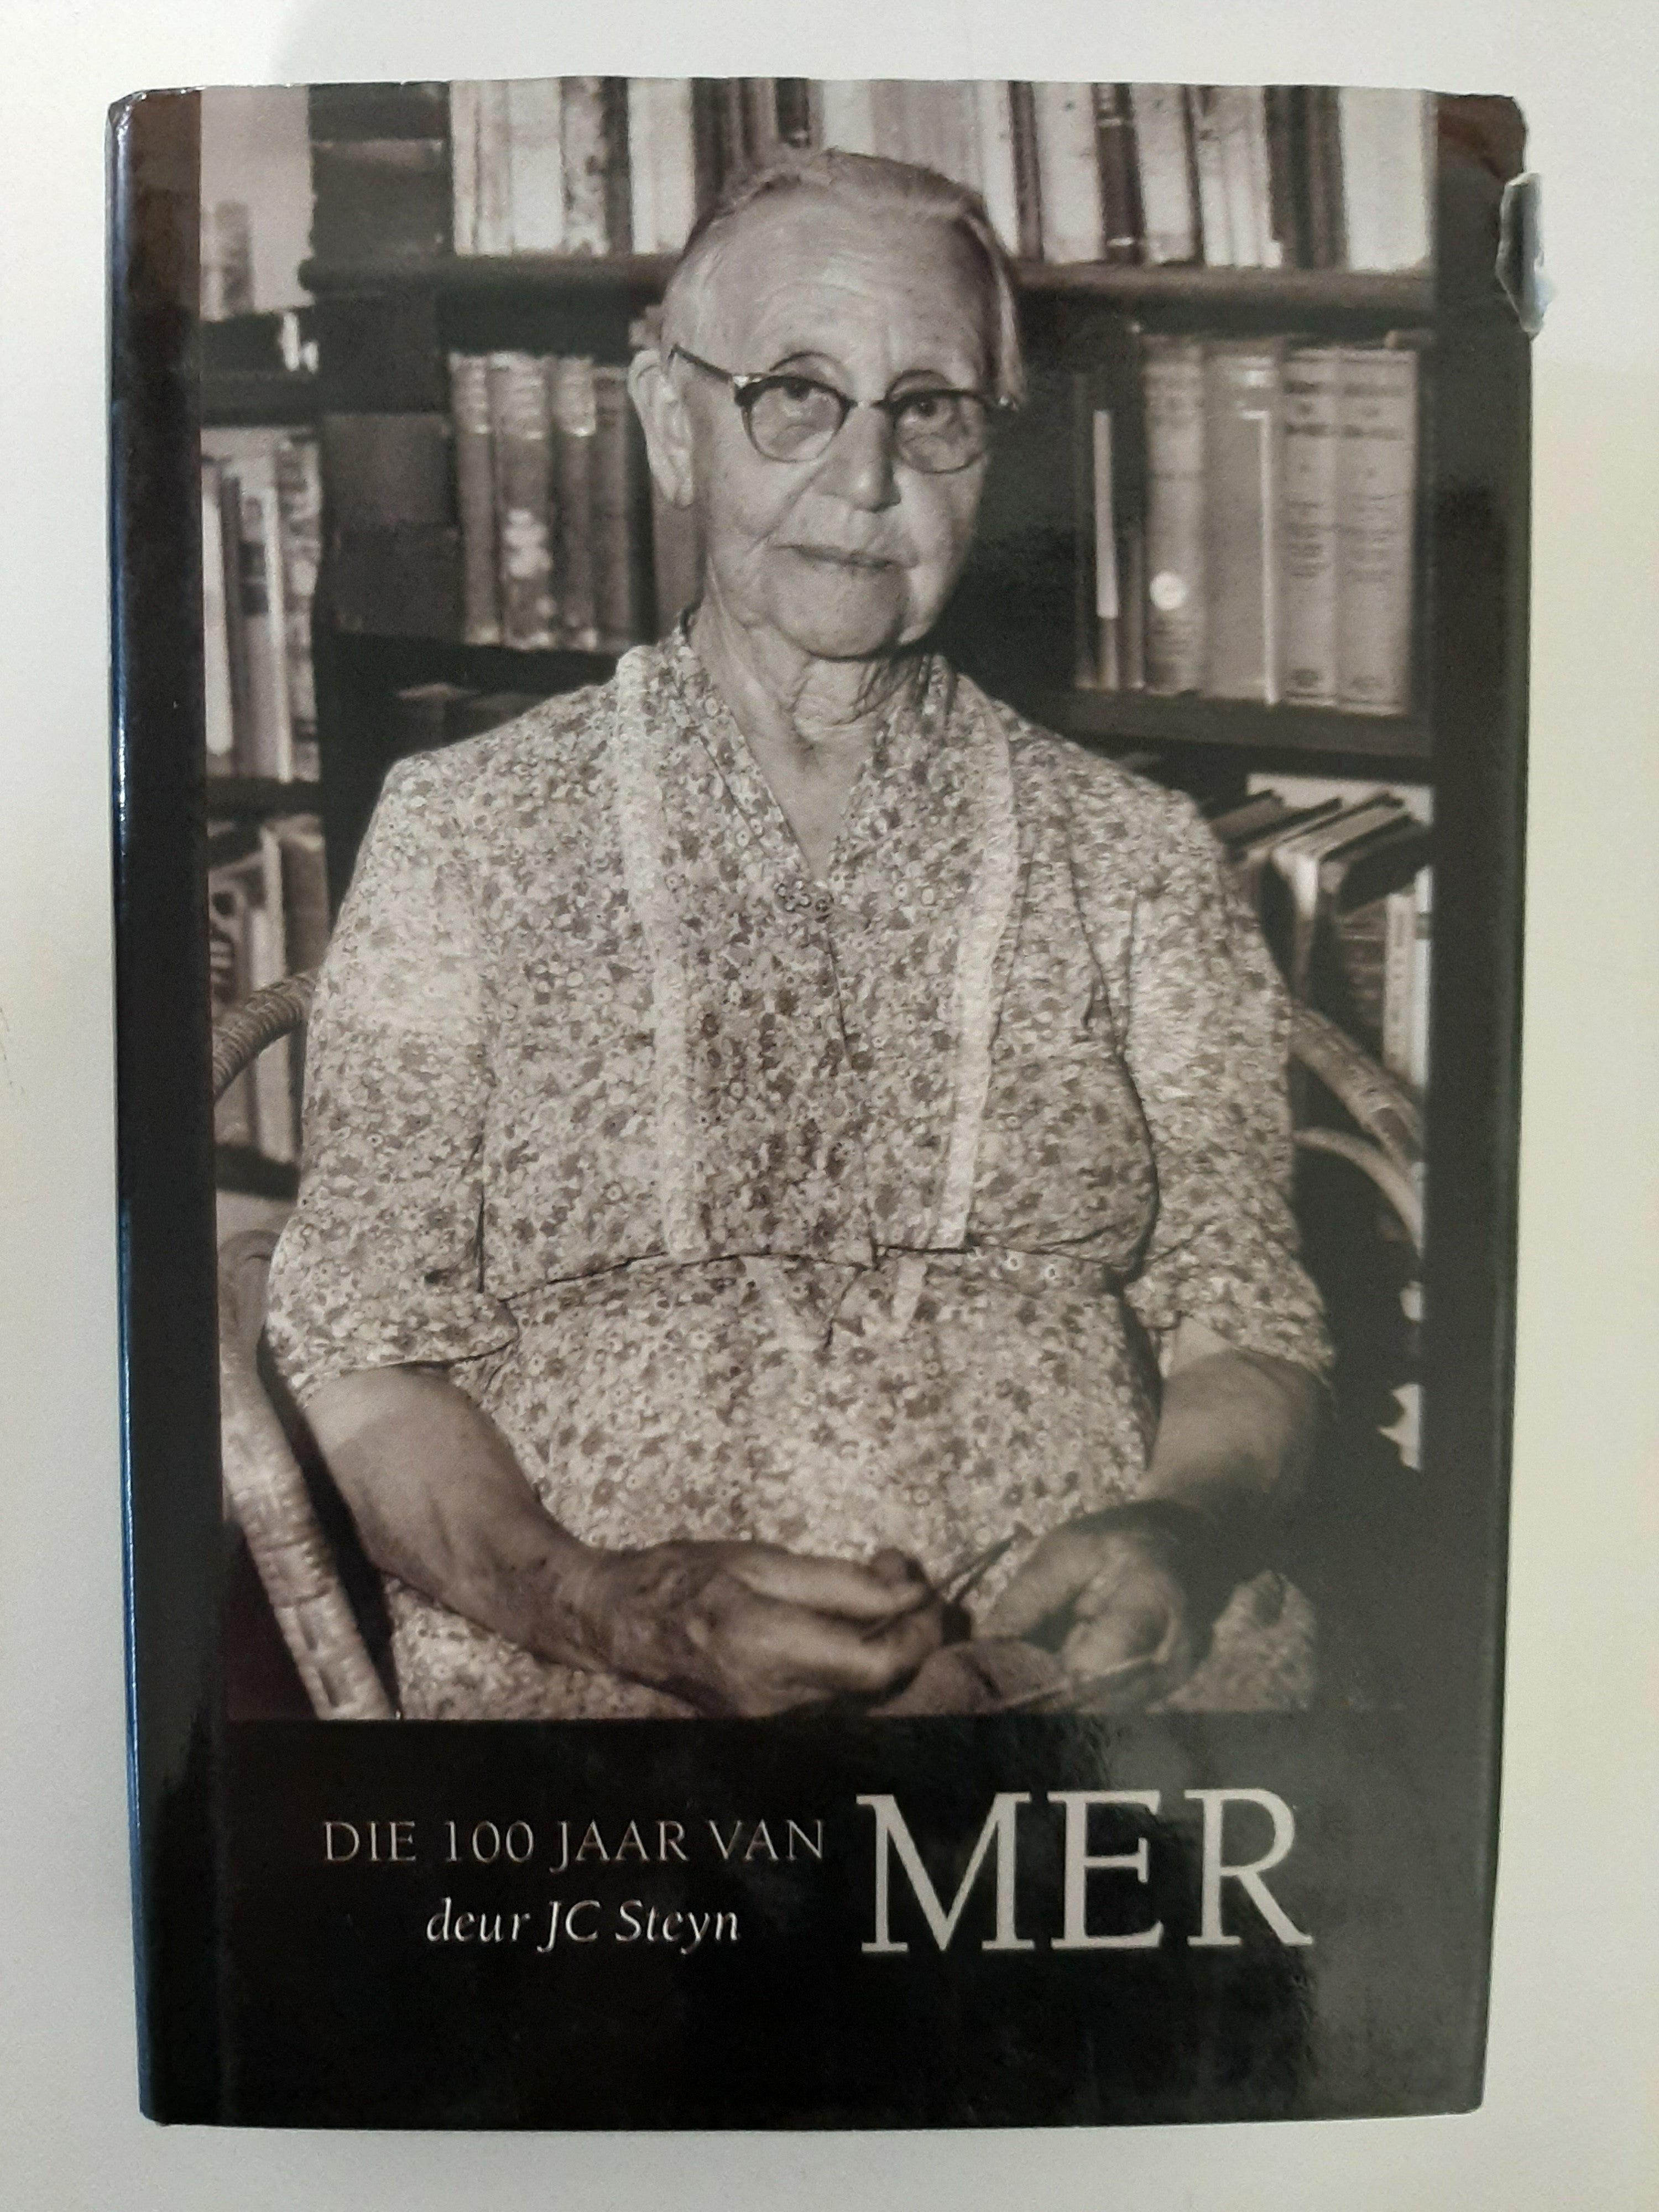 DIE 100 JAAR VAN MER
deur JC Steyn